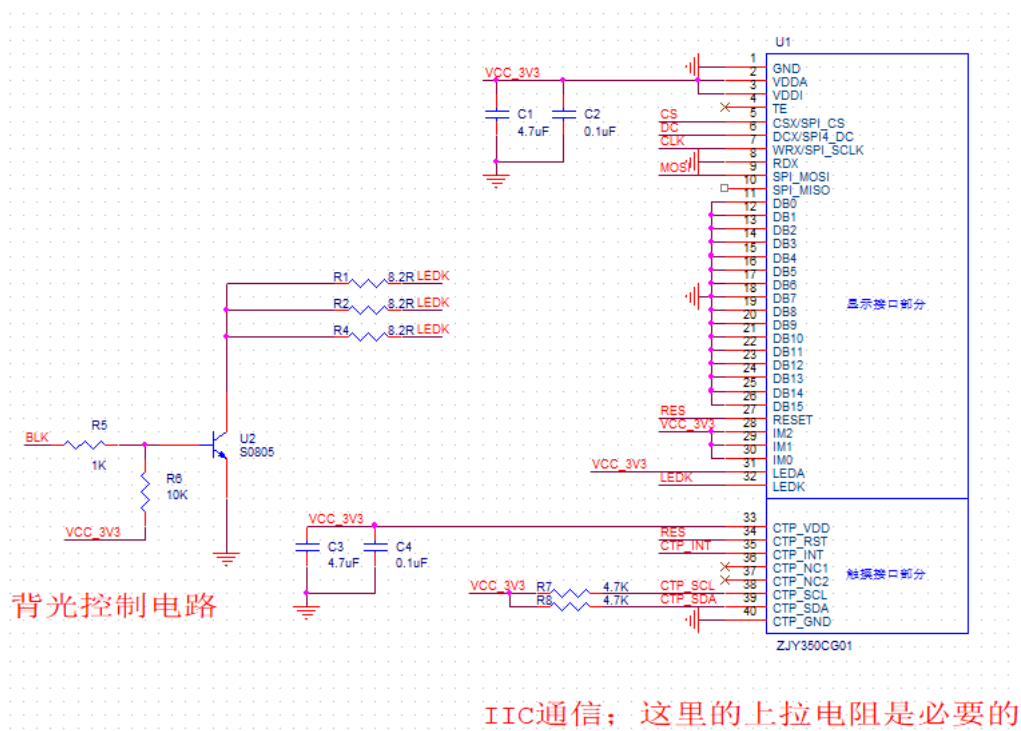 U1
1
GND
2
VDDA
3
VDDI
4
TE
5
CSX/SPI_CS
6
DCX/SPI4_DC
7
WRX/SPI_SCLK
8
RDX
9
SPI_MOSI
10
SPI_MISO
11
DB0
12
DB1
13
DB2
14
DB3
15
DB4
16
DB5
17
DB6
18
DB7
19
DB8
20
DB9
21
DB10
22
DB11
23
DB12
24
DB13
25
DB14
26
DB15
27
RESET
28
IM2
29
IM1
30
IM0
31
LEDA
32
LEDK
显示接口部分
VCC_3V3
C1
4.7uF
C2
0.1uF
CS
DC
CLK
MOSI
R1 8.2R LEDK
R2 8.2R LEDK
R4 8.2R LEDK
RES
VCC_3V3
VCC_3V3
LEDK
BLK
R5
1K
R6
10K
VCC_3V3
U2
S0805
33
CTP_VDD
34
CTP_RST
35
CTP_INT
36
CTP_NC1
37
CTP_NC2
38
CTP_SCL
39
CTP_SDA
40
CTP_GND
触摸接口部分
ZJY350CG01
VCC_3V3
C3
4.7uF
C4
0.1uF
RES
CTP_INT
VCC_3V3
R7 4.7K CTP_SCL
R8 4.7K CTP_SDA
背光控制电路
IIC通信；这里的上拉电阻是必要的